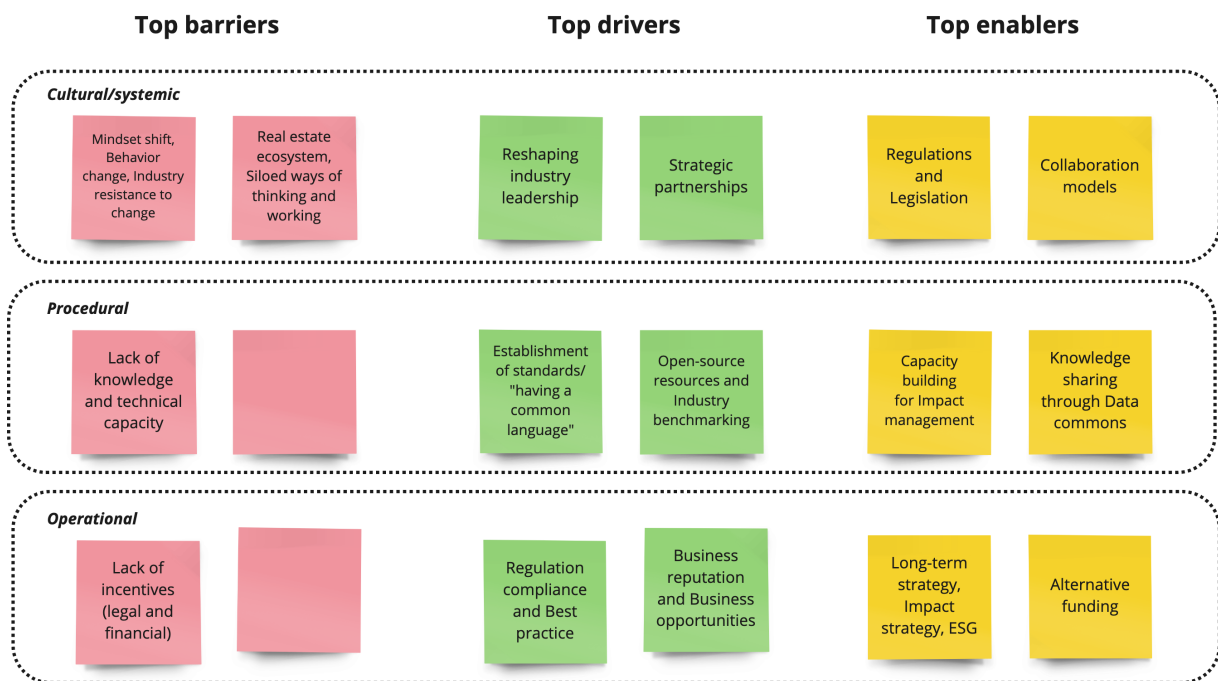 Top barriers
Top drivers
Top enablers
Cultural/systemic
Mindset shift,
Behavior
change, Industry
resistance to
change
Real estate
ecosystem,
Siloed ways of
thinking and
working
Reshaping
industry
leadership
Strategic
partnerships
Regulations
and
Legislation
Collaboration
models
Procedural
Lack of
knowledge
and technical
capacity
Establishment
of standards/
"having a
common
language"
Open-source
resources and
Industry
benchmarking
Capacity
building
for Impact
management
Knowledge
sharing
through Data
commons
Operational
Lack of
incentives
(legal and
financial)
Regulation
compliance
and Best
practice
Business
reputation
and Business
opportunities
Long-term
strategy,
Impact
strategy, ESG
Alternative
funding